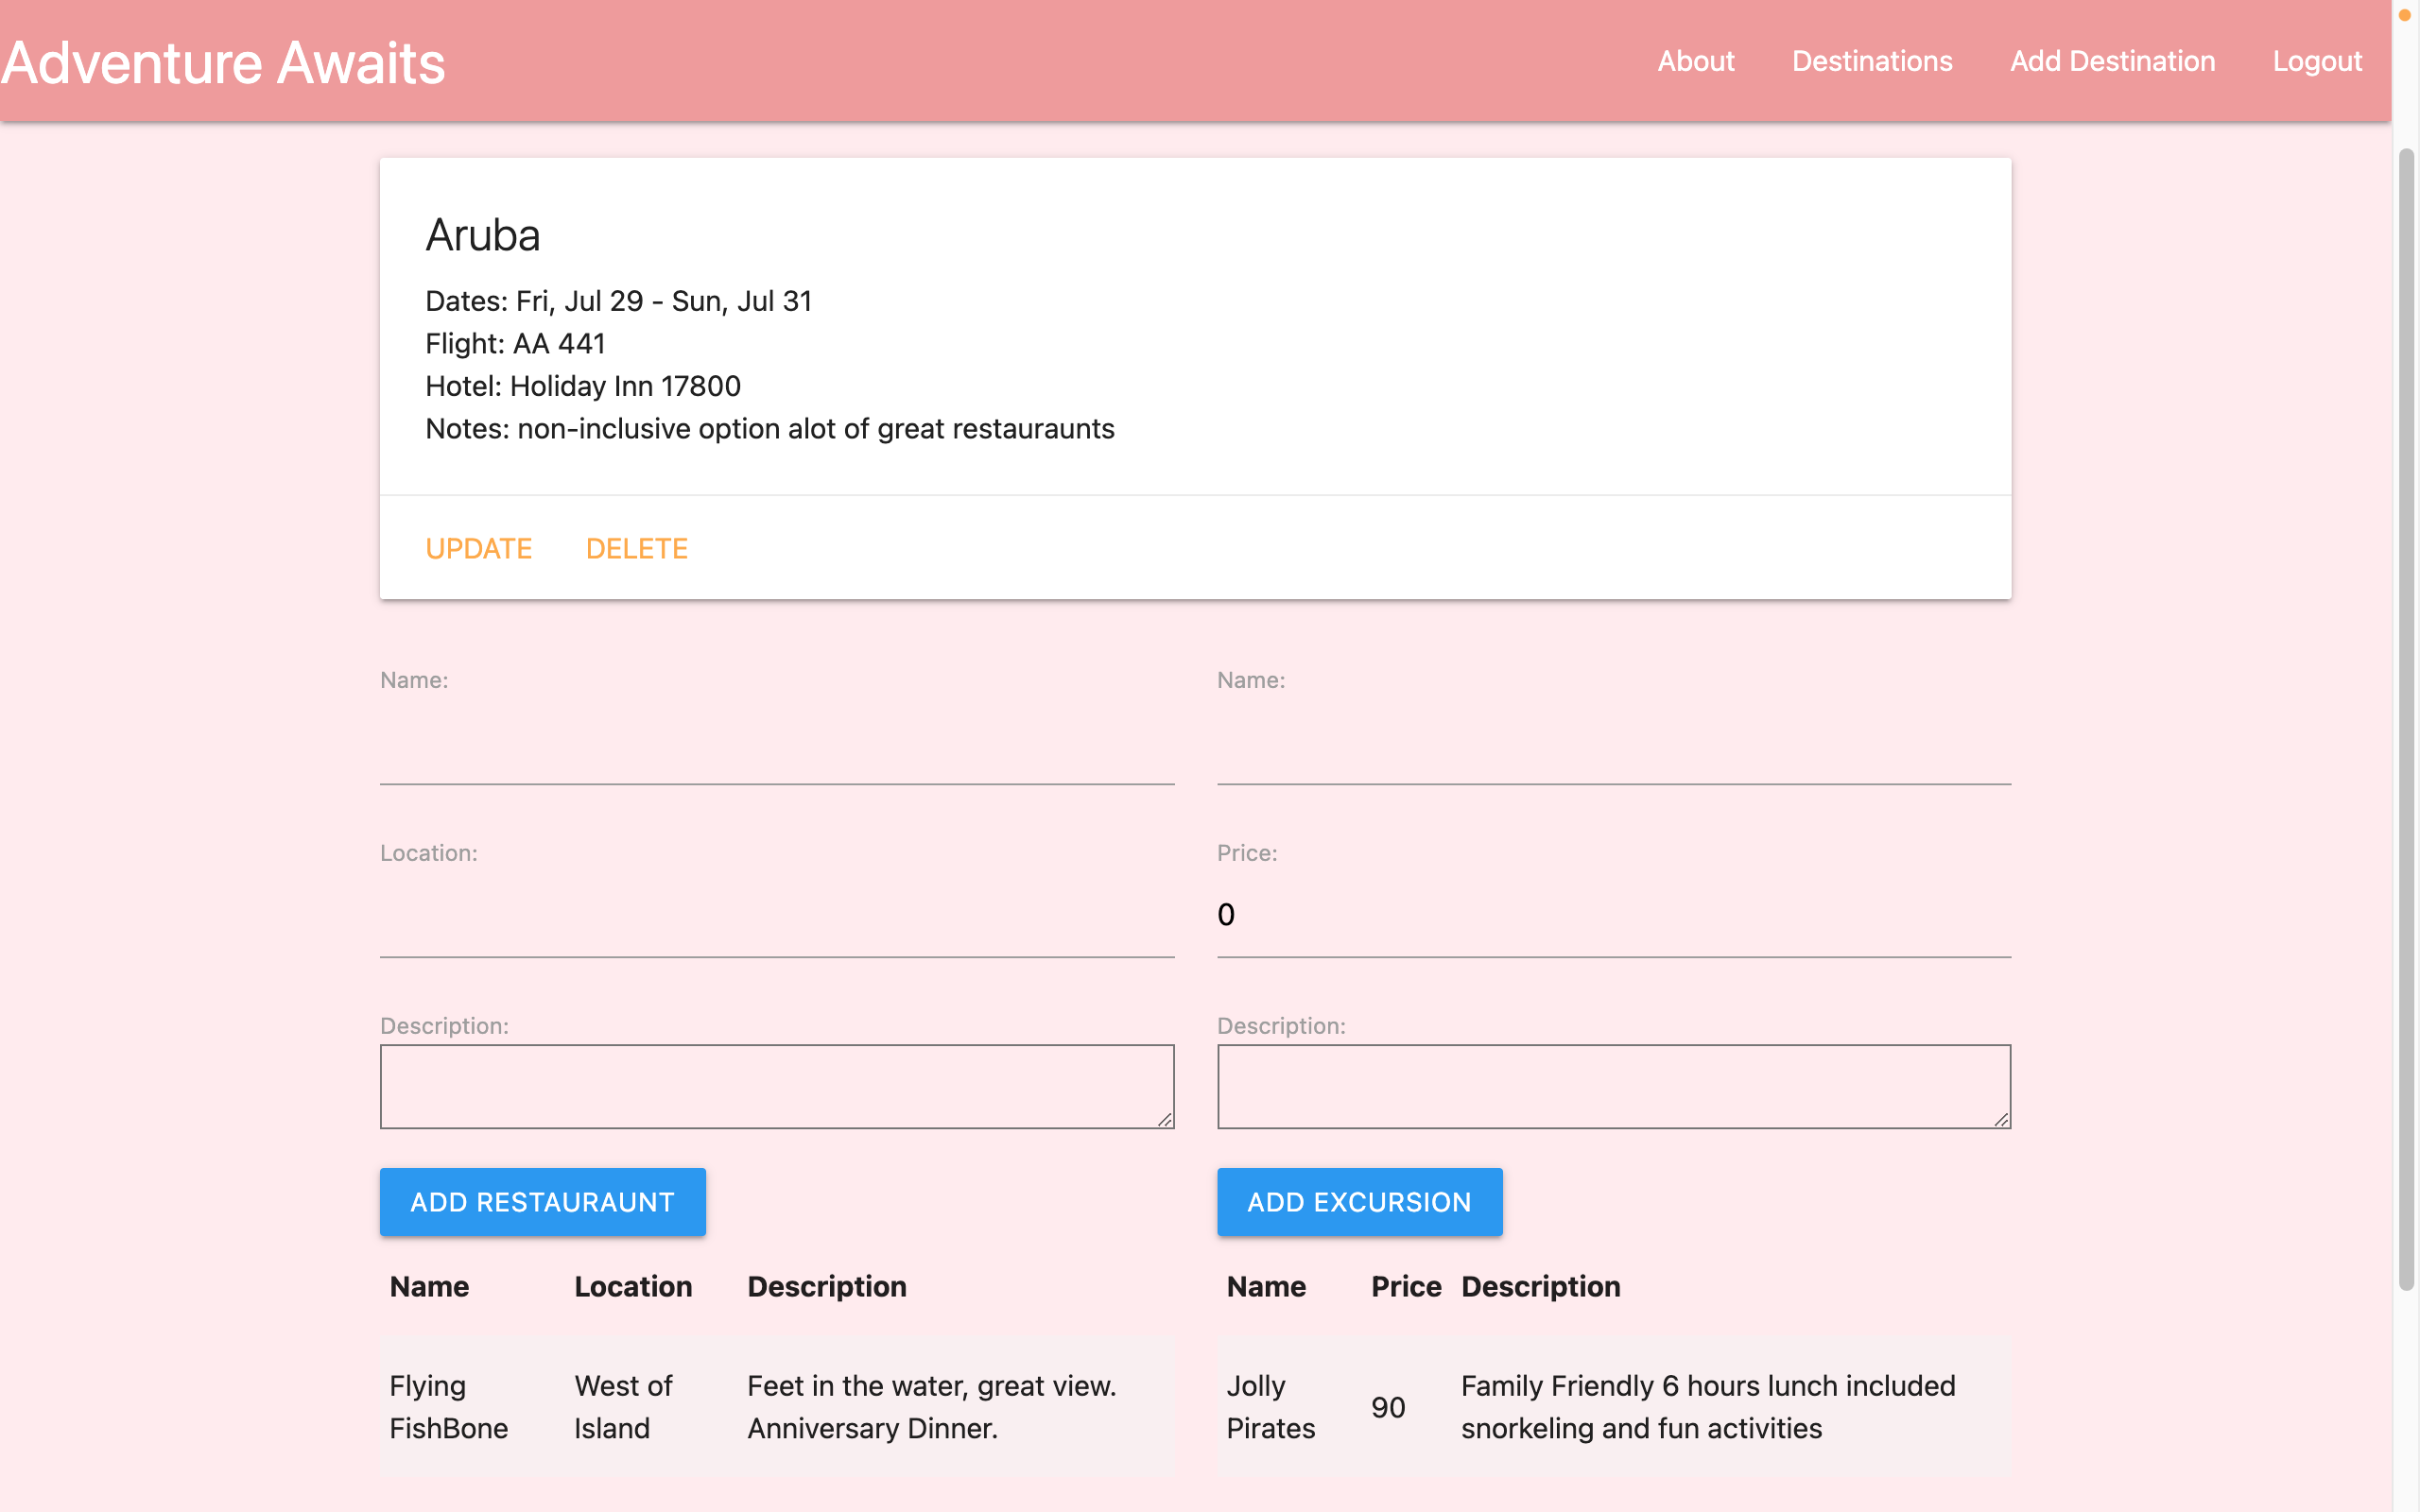 Adventure Awaits
About Destinations Add Destination Logout
Aruba
Dates: Fri, Jul 29 - Sun, Jul 31
Flight: AA 441
Hotel: Holiday Inn 17800
Notes: non-inclusive option alot of great restauraunts
UPDATE DELETE
Name:
Location:
Description:
ADD RESTAURAUNT
Name Location Description
Flying West of Feet in the water, great view.
FishBone Island Anniversary Dinner.
Name:
Price:
0
Description:
ADD EXCURSION
Name Price Description
Jolly Family Friendly 6 hours lunch included
90
Pirates snorkeling and fun activities